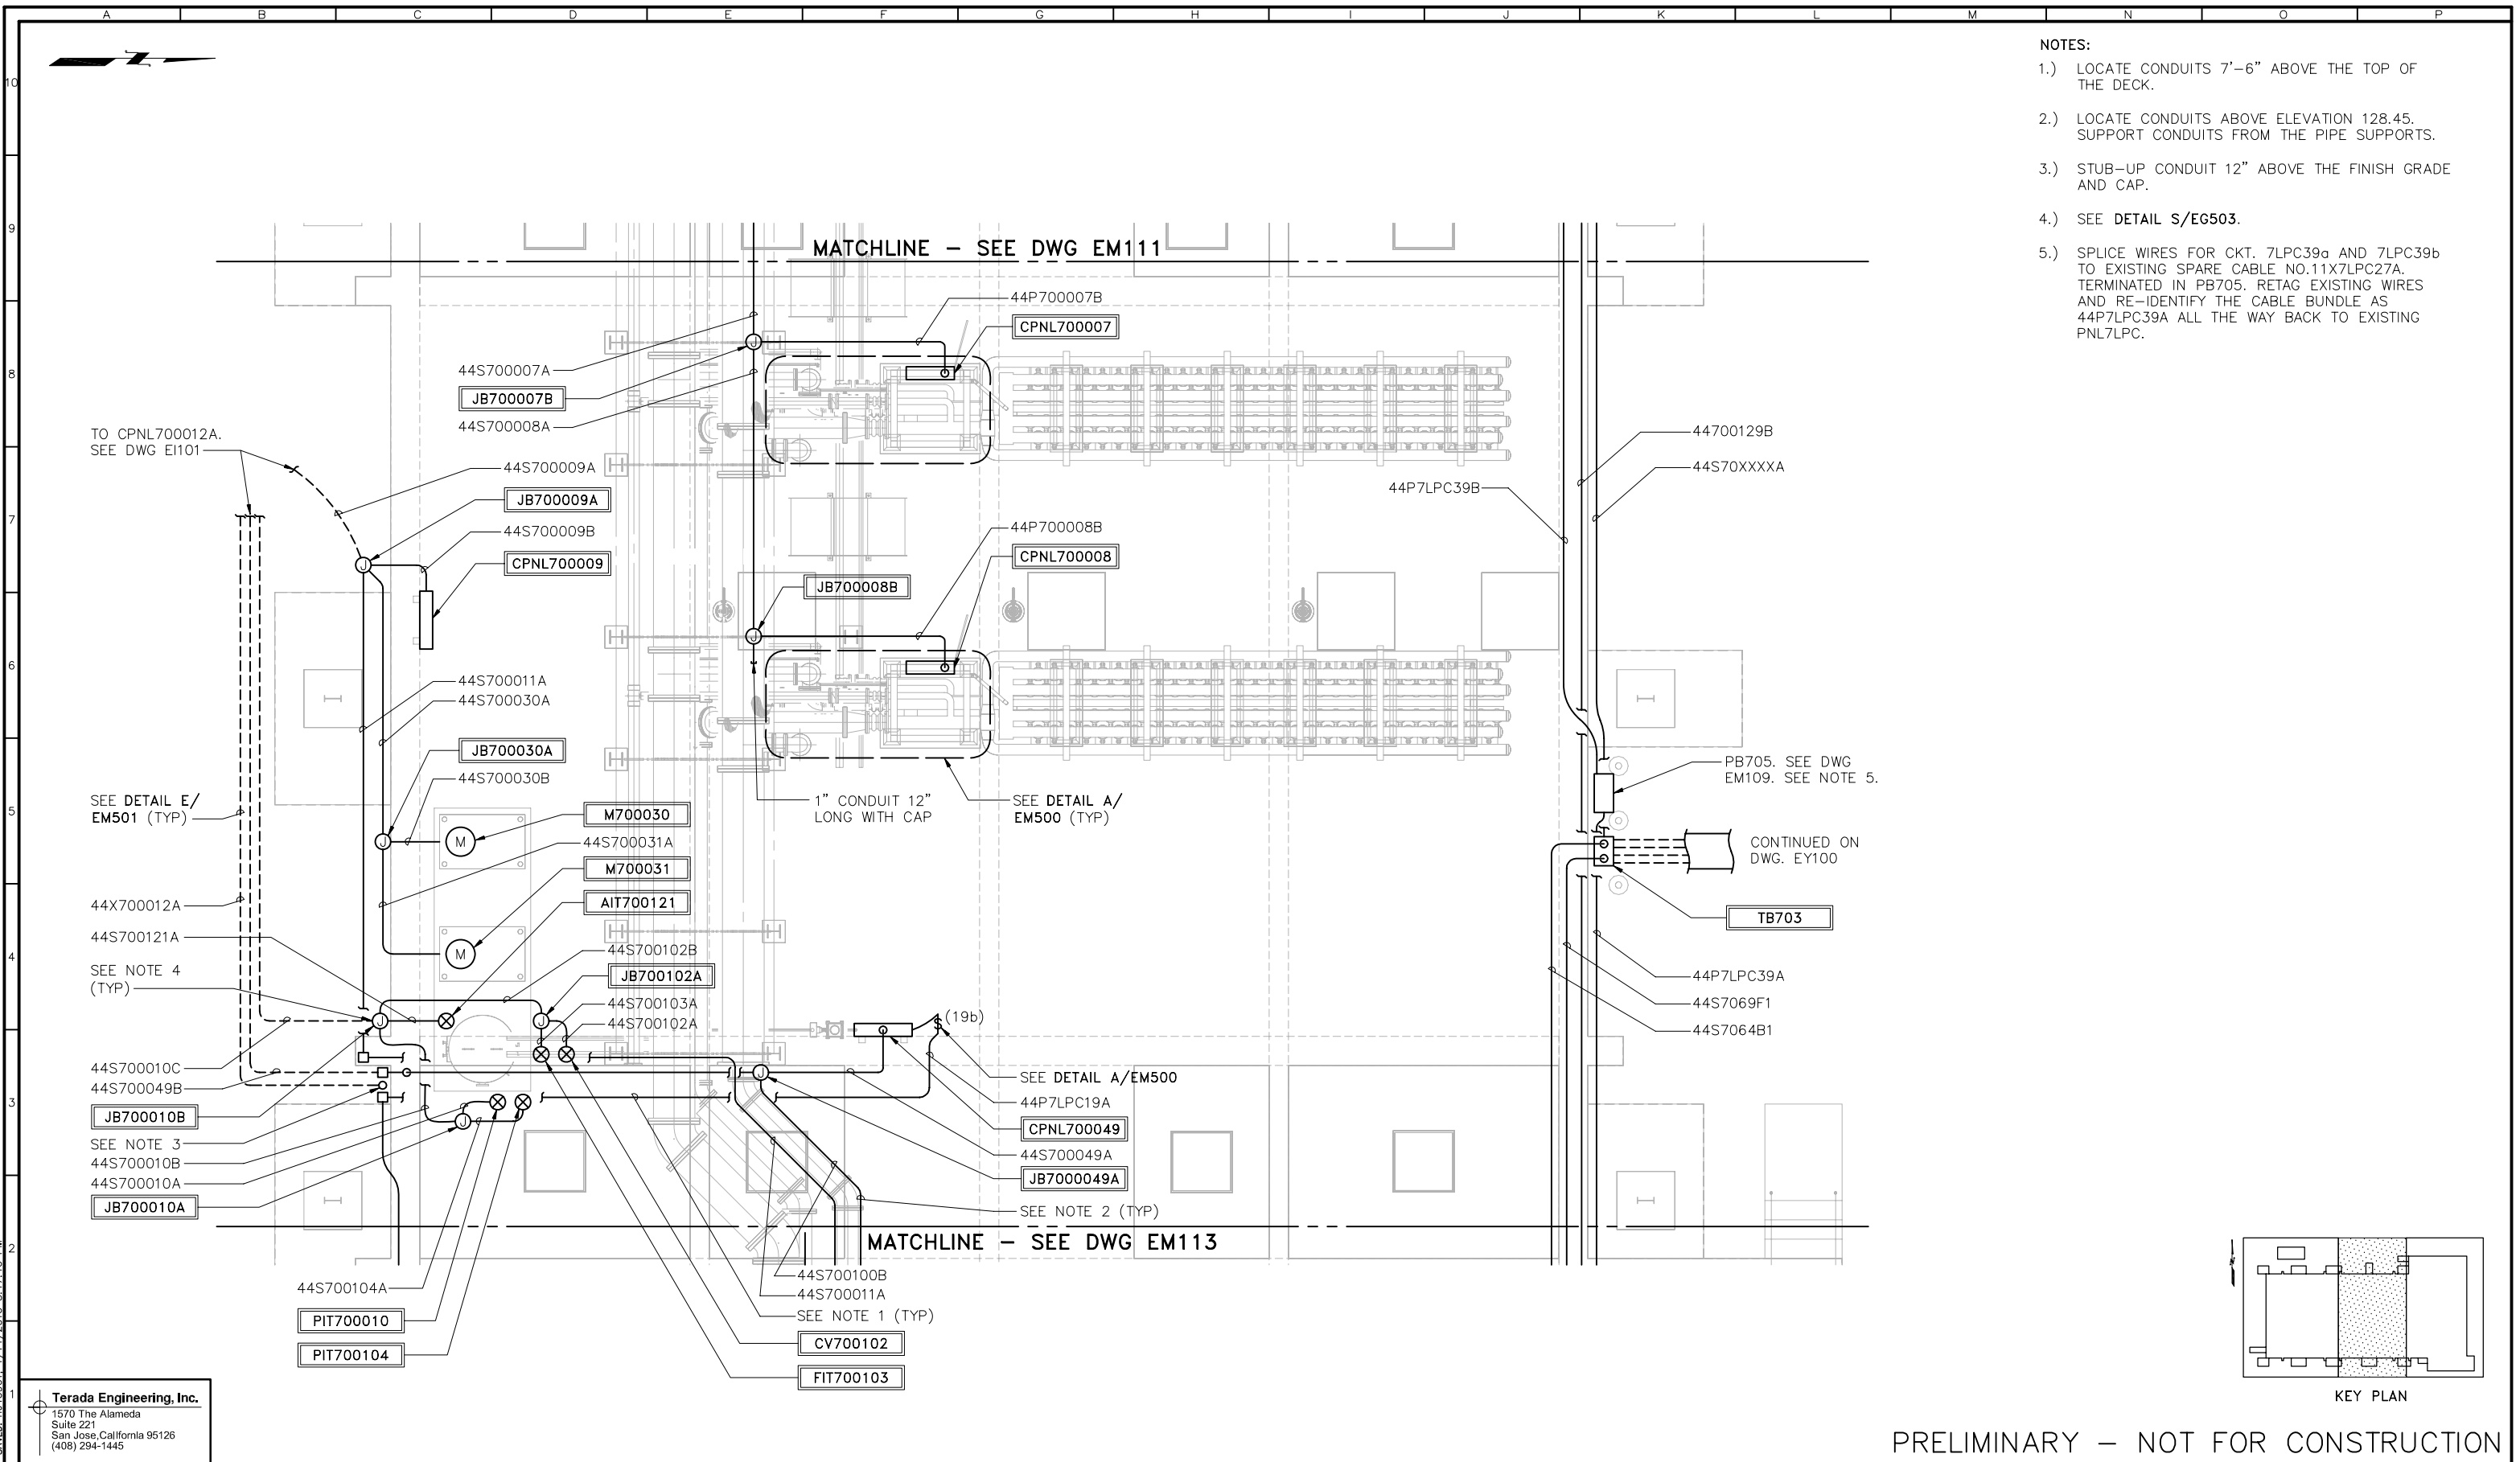 A B C D E F G H I J K L M N O P
10
9
8
7
6
5
4
3
2
1
NOTES:
1.) LOCATE CONDUITS 7'-6" ABOVE THE TOP OF
THE DECK.
2.) LOCATE CONDUITS ABOVE ELEVATION 128.45.
SUPPORT CONDUITS FROM THE PIPE SUPPORTS.
3.) STUB-UP CONDUIT 12" ABOVE THE FINISH GRADE
AND CAP.
4.) SEE DETAIL S/EG503.
5.) SPLICE WIRES FOR CKT. 7LPC39a AND 7LPC39b
TO EXISTING SPARE CABLE NO.11X7LPC27A.
TERMINATED IN PB705. RETAG EXISTING WIRES
AND RE-IDENTIFY THE CABLE BUNDLE AS
44P7LPC39A ALL THE WAY BACK TO EXISTING
PNL7LPC.
MATCHLINE - SEE DWG EM111
44P700007B
CPNL700007
44S700007A
JB700007B
44S700008A
TO CPNL700012A.
SEE DWG EI101
44S700009A
JB700009A
44S700009B
CPNL700009
44700129B
44S70XXXXA
44P7LPC39B
44P700008B
CPNL700008
JB700008B
44S700011A
44S700030A
JB700030A
44S700030B
SEE DETAIL E/
EM501 (TYP)
M700030
44S700031A
M700031
AIT700121
1" CONDUIT 12"
LONG WITH CAP
SEE DETAIL A/
EM500 (TYP)
PB705. SEE DWG
EM109. SEE NOTE 5.
CONTINUED ON
DWG. EY100
TB703
44X700012A
44S700121A
SEE NOTE 4
(TYP)
44S700102B
JB700102A
44S700103A
44S700102A
(19b)
44P7LPC39A
44S7069F1
44S7064B1
44S700010C
44S700049B
JB700010B
SEE NOTE 3
44S700010B
44S700010A
JB700010A
SEE DETAIL A/EM500
44P7LPC19A
CPNL700049
44S700049A
JB7000049A
SEE NOTE 2 (TYP)
MATCHLINE - SEE DWG EM113
44S700104A
PIT700010
PIT700104
44S700100B
44S700011A
SEE NOTE 1 (TYP)
CV700102
FIT700103
J
J
J
J
J
J
J
J
J
M
M
KEY PLAN
Terada Engineering, Inc.
1570 The Alameda
Suite 221
San Jose,California 95126
(408) 294-1445
PRELIMINARY - NOT FOR CONSTRUCTION